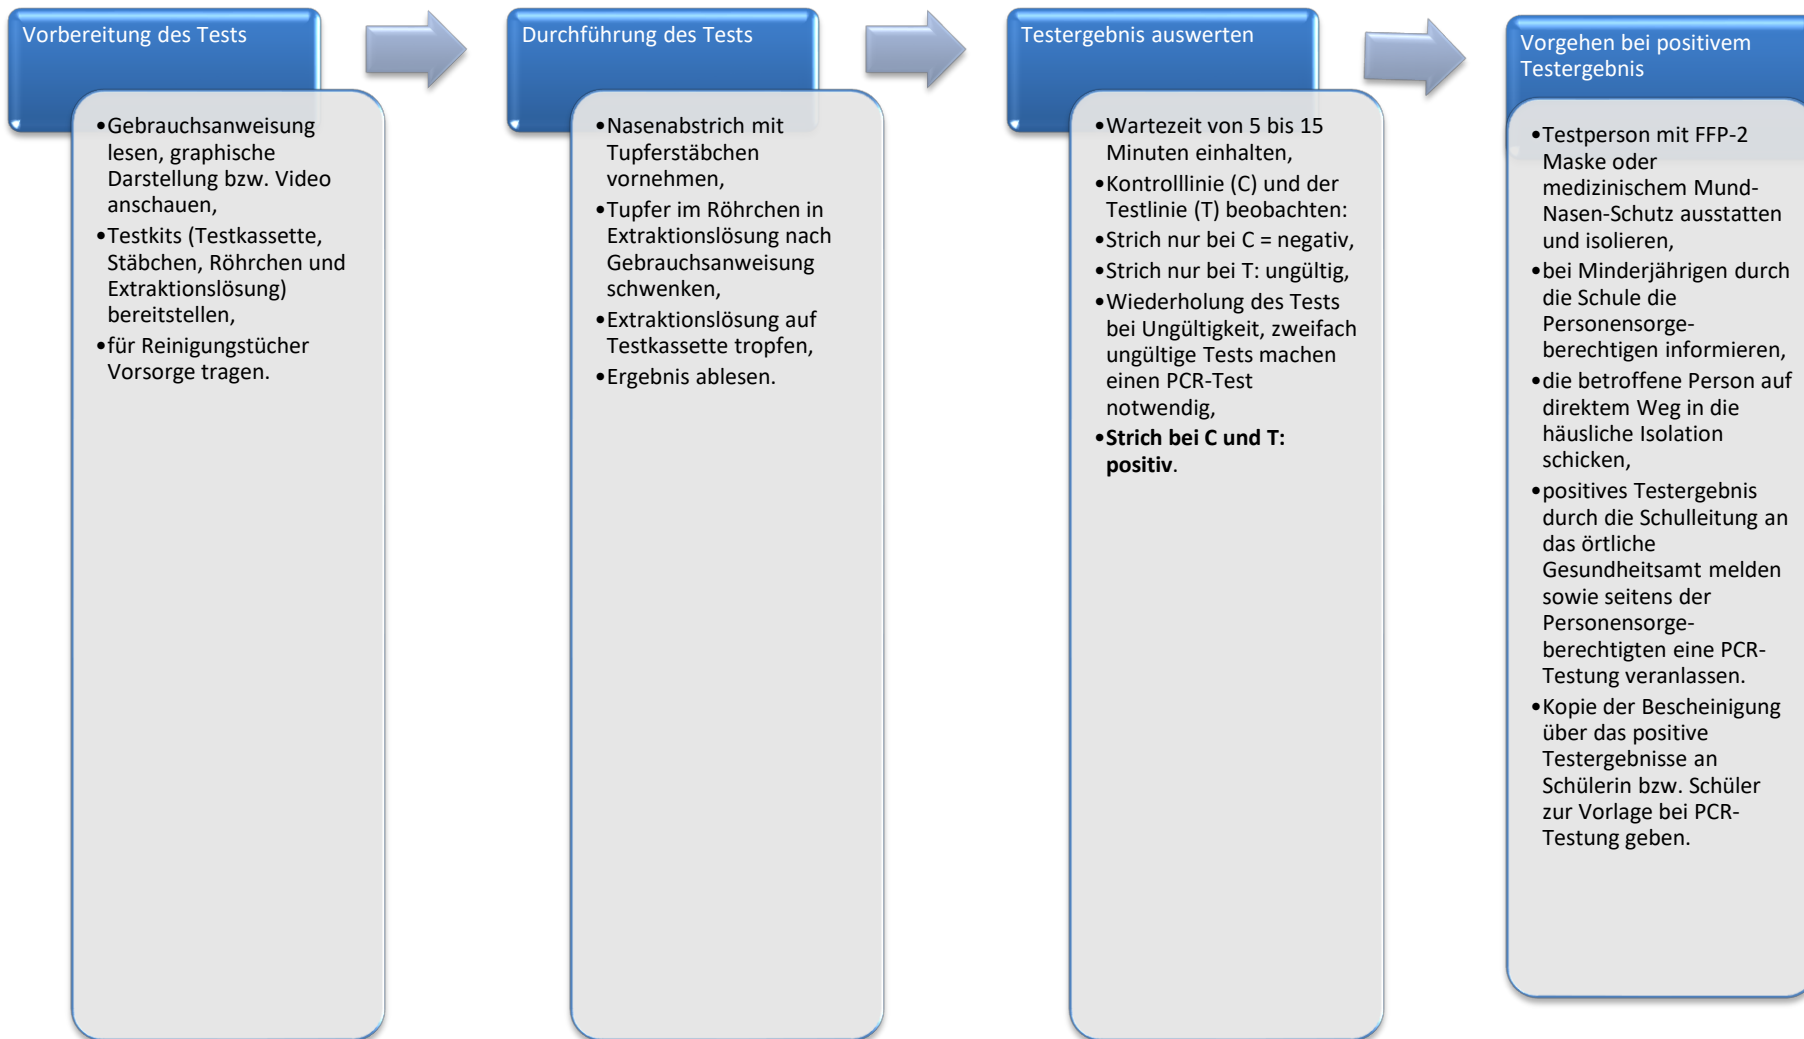 Vorbereitung des Tests
•Gebrauchsanweisung
lesen, graphische
Darstellung bzw. Video
anschauen,
•Testkits (Testkassette,
Stäbchen, Röhrchen und
Extraktionslösung)
bereitstellen,
•für Reinigungstücher
Vorsorge tragen.
Durchführung des Tests
•Nasenabstrich mit
Tupferstäbchen
vornehmen,
•Tupfer im Röhrchen in
Extraktionslösung nach
Gebrauchsanweisung
schwenken,
•Extraktionslösung auf
Testkassette tropfen,
•Ergebnis ablesen.
Testergebnis auswerten
•Wartezeit von 5 bis 15
Minuten einhalten,
•Kontrolllinie (C) und der
Testlinie (T) beobachten:
•Strich nur bei C = negativ,
•Strich nur bei T: ungültig,
•Wiederholung des Tests
bei Ungültigkeit, zweifach
ungültige Tests machen
einen PCR-Test
notwendig,
•Strich bei C und T:
positiv.
Vorgehen bei positivem
Testergebnis
•Testperson mit FFP-2
Maske oder
medizinischem Mund-
Nasen-Schutz ausstatten
und isolieren,
•bei Minderjährigen durch
die Schule die
Personensorge-
berechtigen informieren,
•die betroffene Person auf
direktem Weg in die
häusliche Isolation
schicken,
•positives Testergebnis
durch die Schulleitung an
das örtliche
Gesundheitsamt melden
sowie seitens der
Personensorge-
berechtigten eine PCR-
Testung veranlassen.
•Kopie der Bescheinigung
über das positive
Testergebnisse an
Schülerin bzw. Schüler
zur Vorlage bei PCR-
Testung geben.